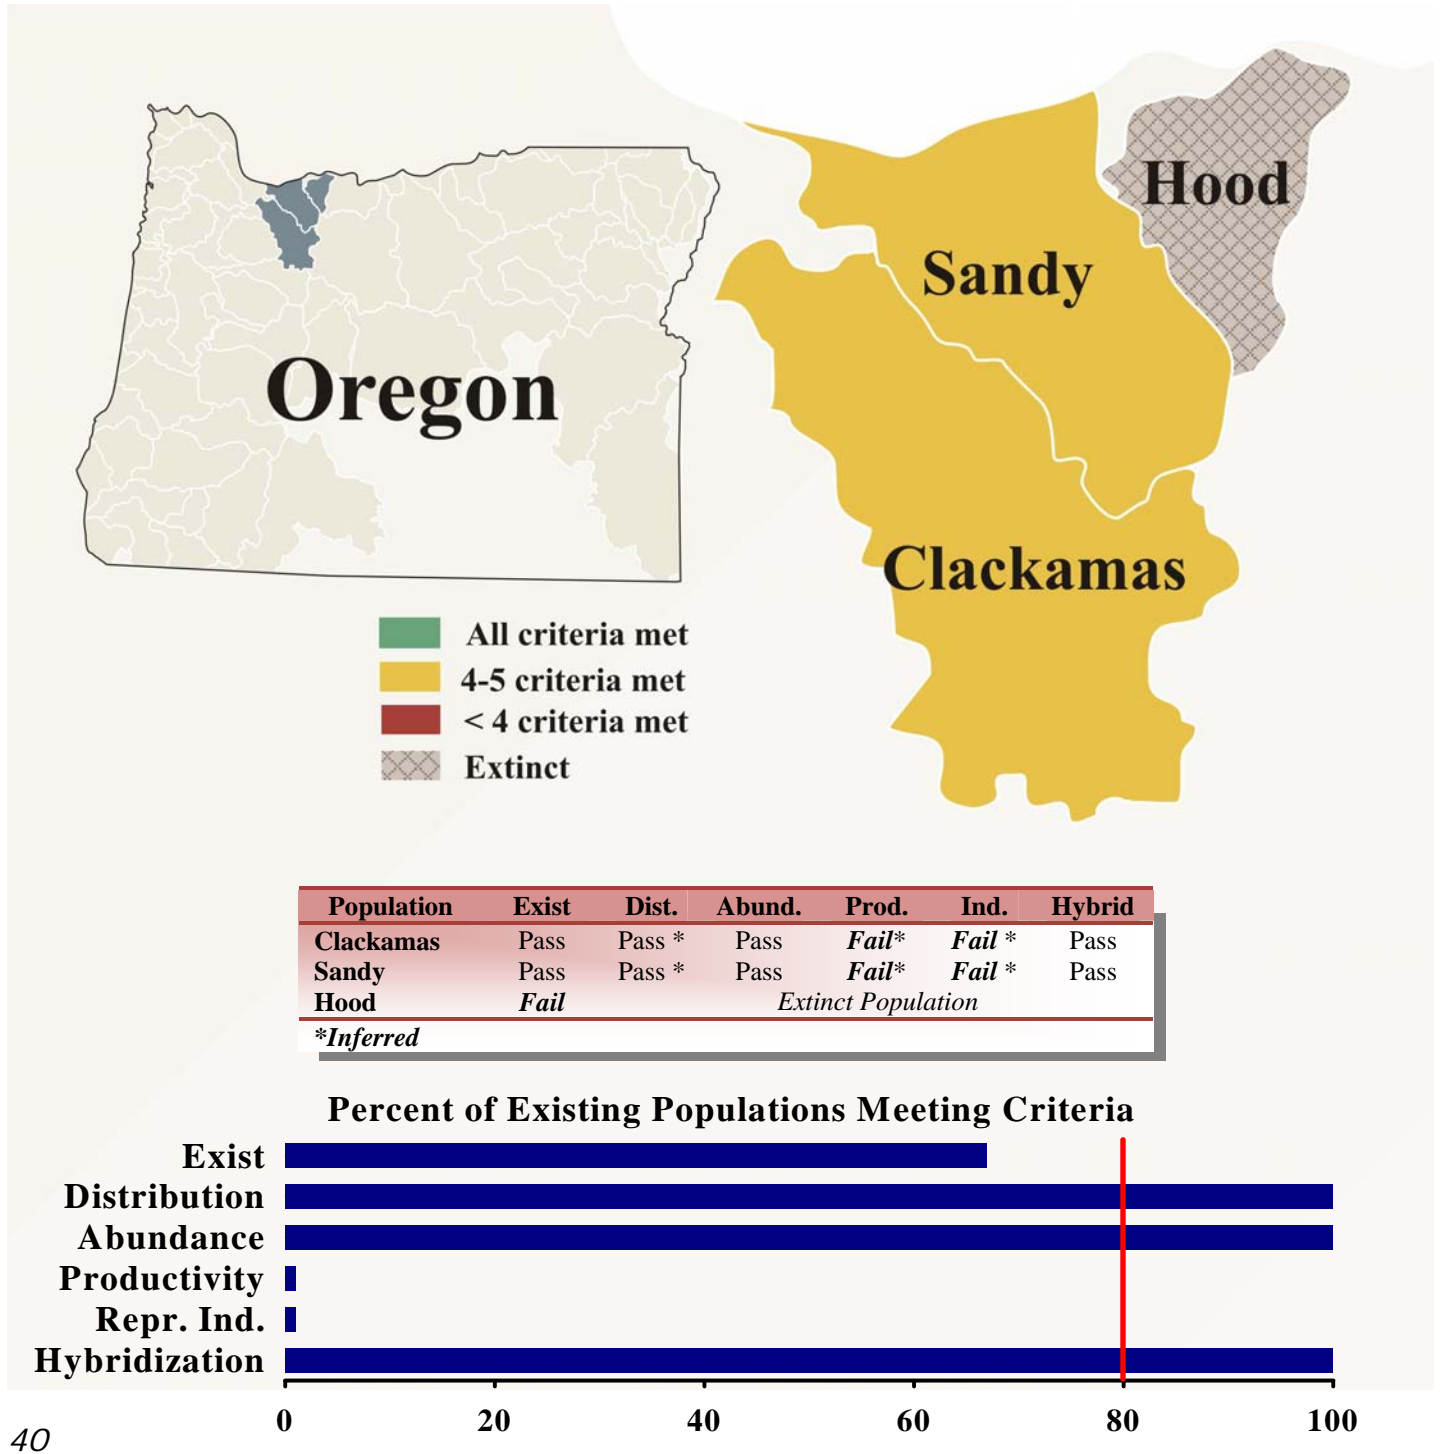 Hood
Sandy
Oregon
Clackamas
All criteria met
4-5 criteria met
< 4 criteria met
Extinct
Population Exist Dist. Abund. Prod. Ind. Hybrid
Clackamas Pass Pass * Pass Fail* Fail * Pass
Sandy Pass Pass * Pass Fail* Fail * Pass
Hood Fail Extinct Population
*Inferred
Percent of Existing Populations Meeting Criteria
Exist
Distribution
Abundance
Productivity
Repr. Ind.
Hybridization
0 20 40 60 80 100
40